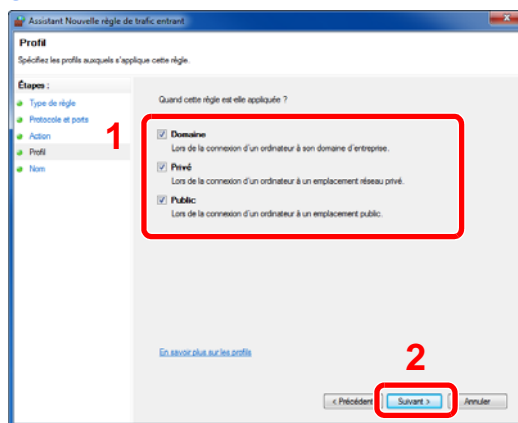 Assistant Nouvelle règle de trafic entrant
Profil
Spécifiez les profils auxquels s'applique cette règle.
Étapes :
Type de règle
Protocole et ports
Action
Profil
Nom
1
Quand cette règle est-elle appliquée ?
Domaine
Lors de la connexion d'un ordinateur à son domaine d'entreprise.
Privé
Lors de la connexion d'un ordinateur à un emplacement réseau privé.
Public
Lors de la connexion d'un ordinateur à un emplacement public.
En savoir plus sur les profils
2
< Précédent
Suivant >
Annuler